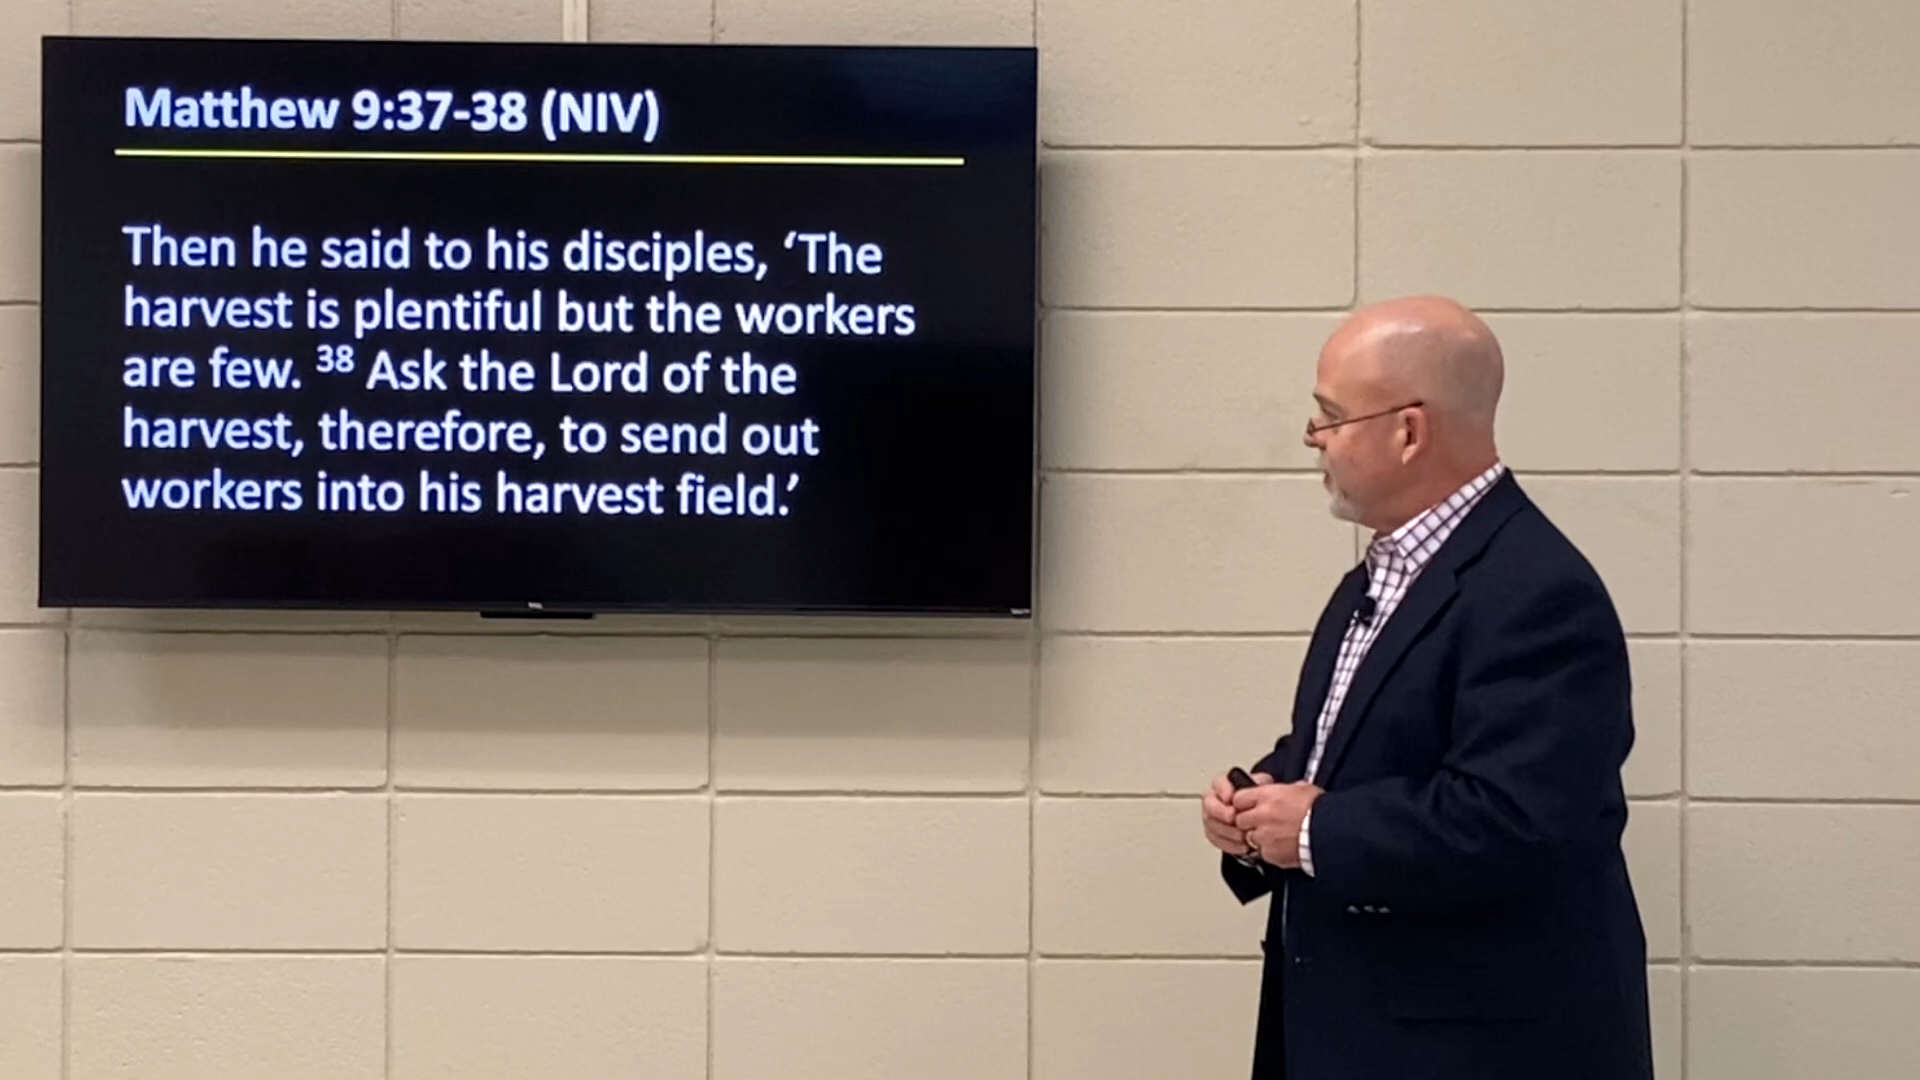 Matthew 9:37-38 (NIV)
Then he said to his disciples, ‘The
harvest is plentiful but the workers
are few. 38 Ask the Lord of the
harvest, therefore, to send out
workers into his harvest field.’